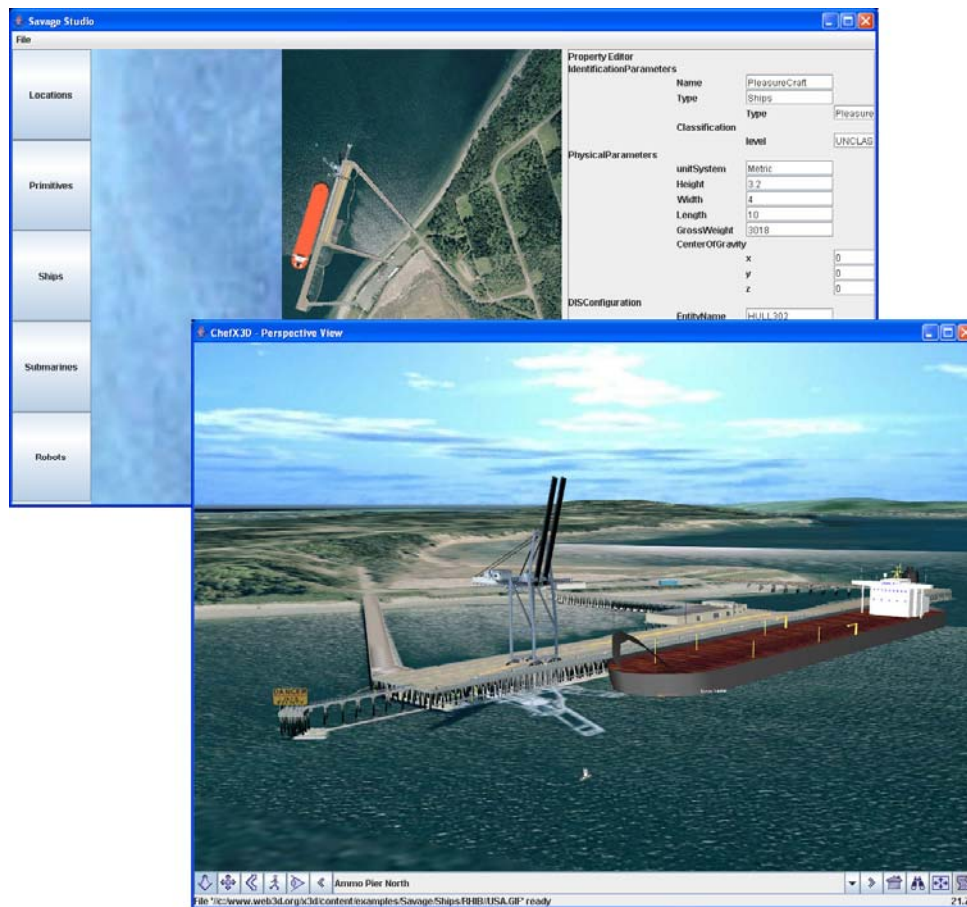 Savage Studio
File
Locations
Primitives
Ships
Submarines
Robots
Property Editor
IdentificationParameters
Name PleasureCraft
Type Ships
Type Pleasure
Classification
level UNCLAS
PhysicalParameters
unitSystem Metric
Height 3.2
Width 4
Length 10
GrossWeight 3018
CenterOfGravity
x 0
y 0
z 0
DISConfiguration
EntityName HULL302
ChefX3D - Perspective View
DANCER
Ammo Pier North
File '//c:/www.web3d.org/x3d/content/examples/Savage/Ships/RHIB//USA.GIF' ready